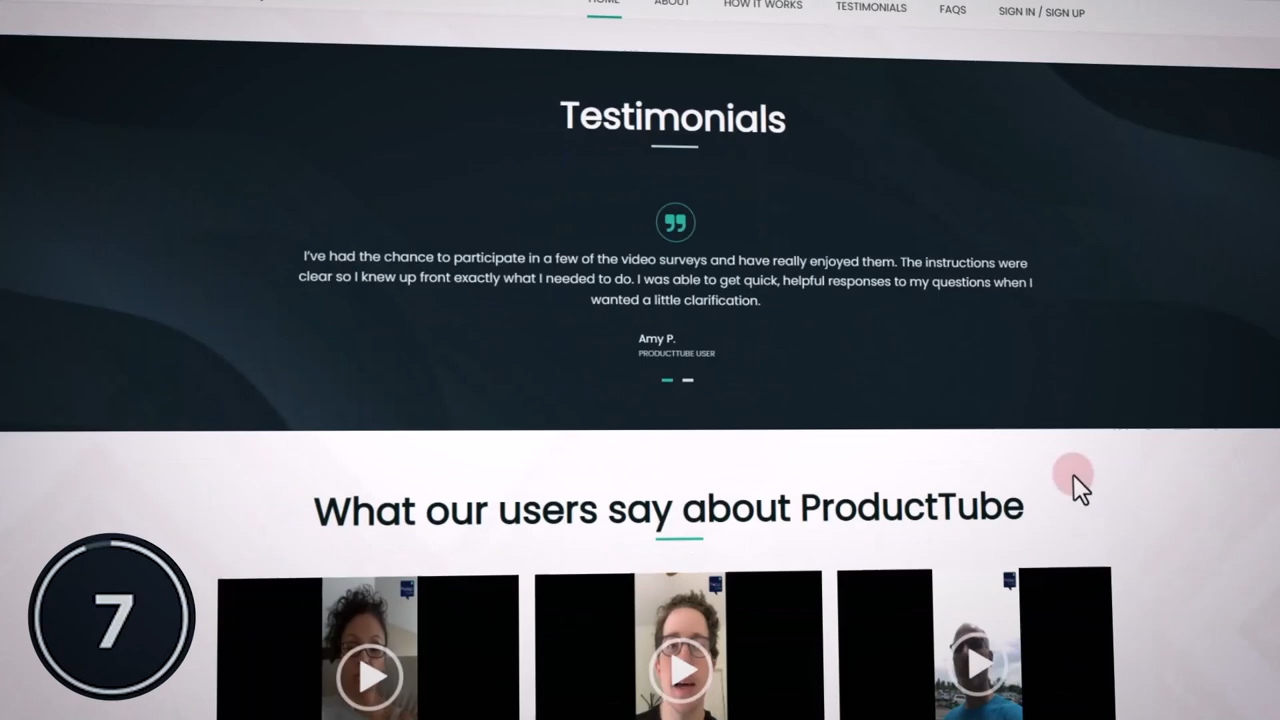 HOME
ABOUT
HOW IT WORKS
TESTIMONIALS
FAQS
SIGN IN / SIGN UP
Testimonials
I've had the chance to participate in a few of the video surveys and have really enjoyed them. The instructions were
clear so I knew up front exactly what I needed to do. I was able to get quick, helpful responses to my questions when I
wanted a little clarification.
Amy P.
PRODUCTTUBE USER
What our users say about ProductTube
7